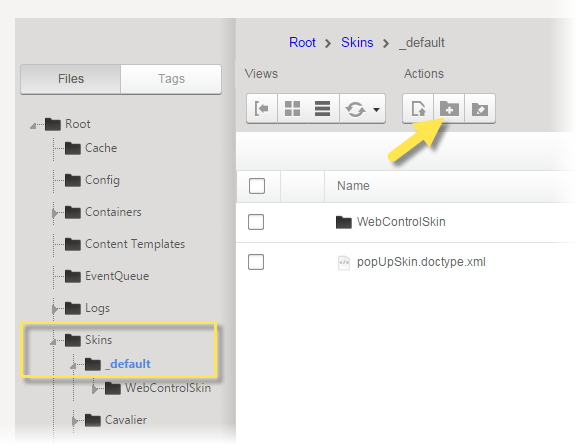 Root > Skins > _default
Views
Actions
Files
Tags
Root
Cache
Config
Containers
Content Templates
EventQueue
Logs
Skins
_default
WebControlSkin
Cavalier
Name
WebControlSkin
popUpSkin.doctype.xml